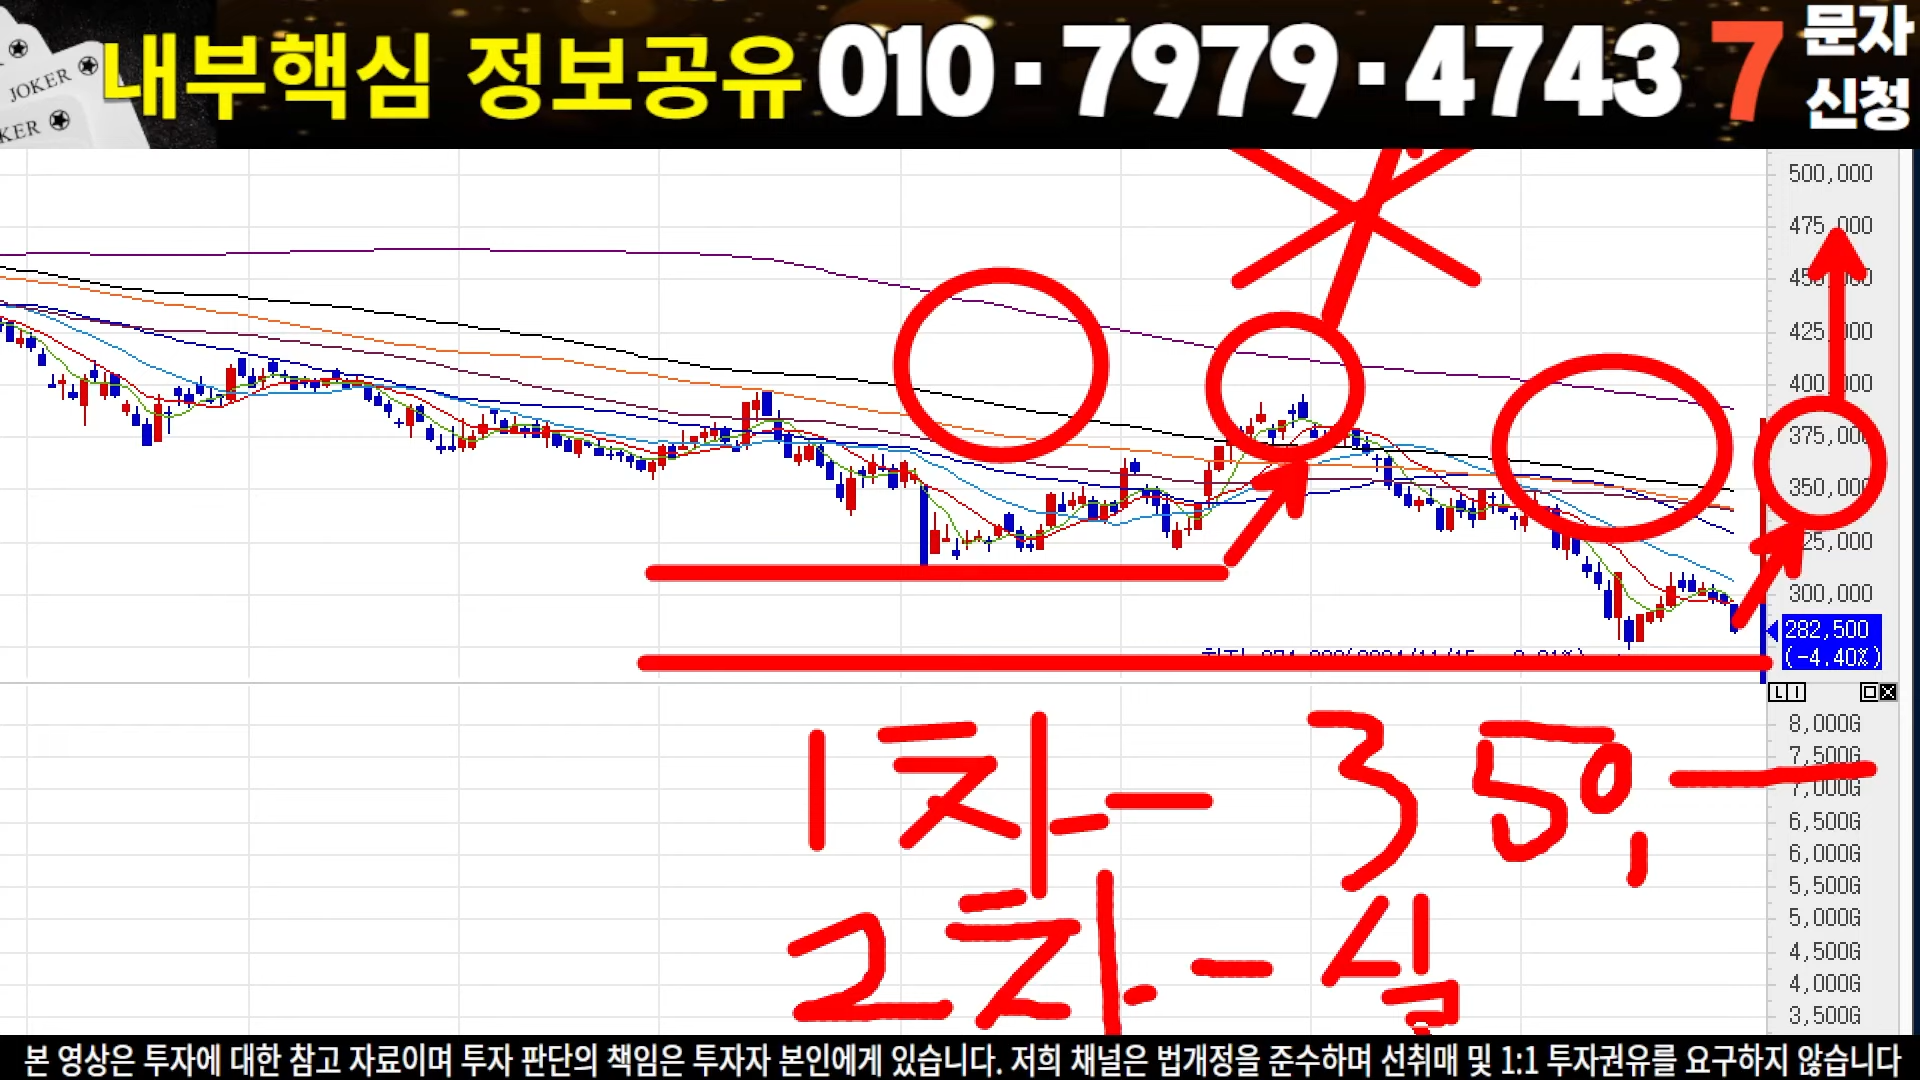 내부핵심 정보공유 010·7979·4743 7 문자
신청
JOKER
KER
500,000
475,000
450,000
425,000
400,000
375,000
350,000
325,000
300,000
282,500
(-4.40%)
8,000G
7,500G
7,000G
6,500G
6,000G
5,500G
5,000G
4,500G
4,000G
3,500G
1차 - 350,
2차 -
본 영상은 투자에 대한 참고 자료이며 투자 판단의 책임은 투자자 본인에게 있습니다. 저희 채널은 법개정을 준수하며 선취매 및 1:1 투자권유를 요구하지 않습니다